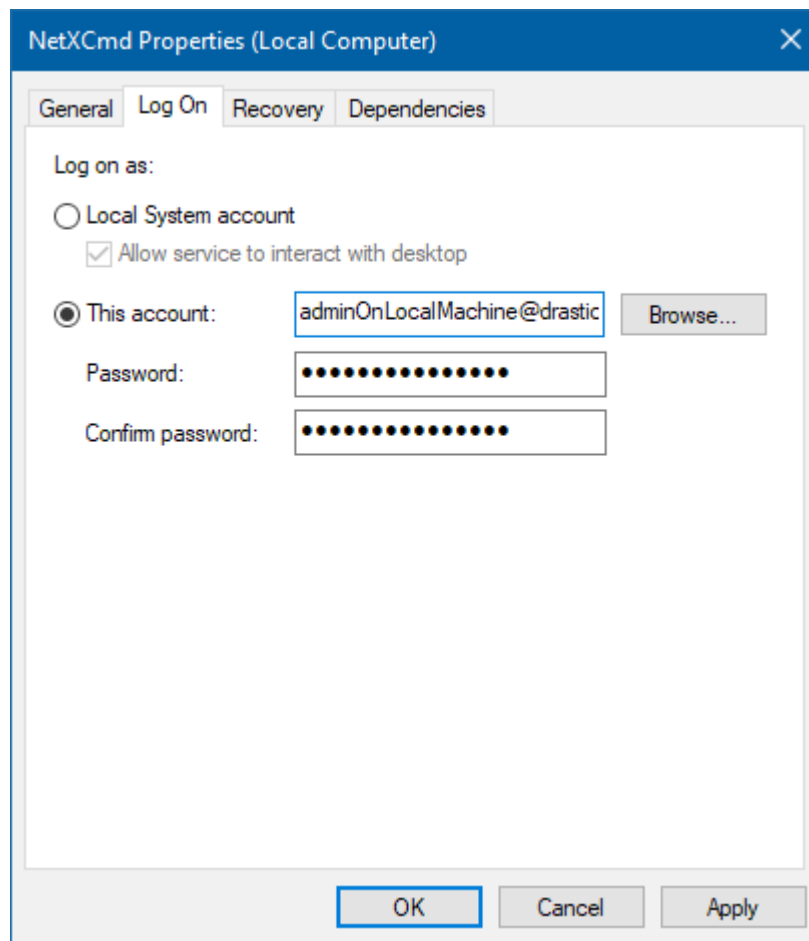 NetXCmd Properties (Local Computer)
General Log On Recovery Dependencies
Log on as:
Local System account
Allow service to interact with desktop
This account: adminOnLocalMachine@drastic Browse...
Password: ●●●●●●●●●●●●●●●
Confirm password: ●●●●●●●●●●●●●●●
OK Cancel Apply